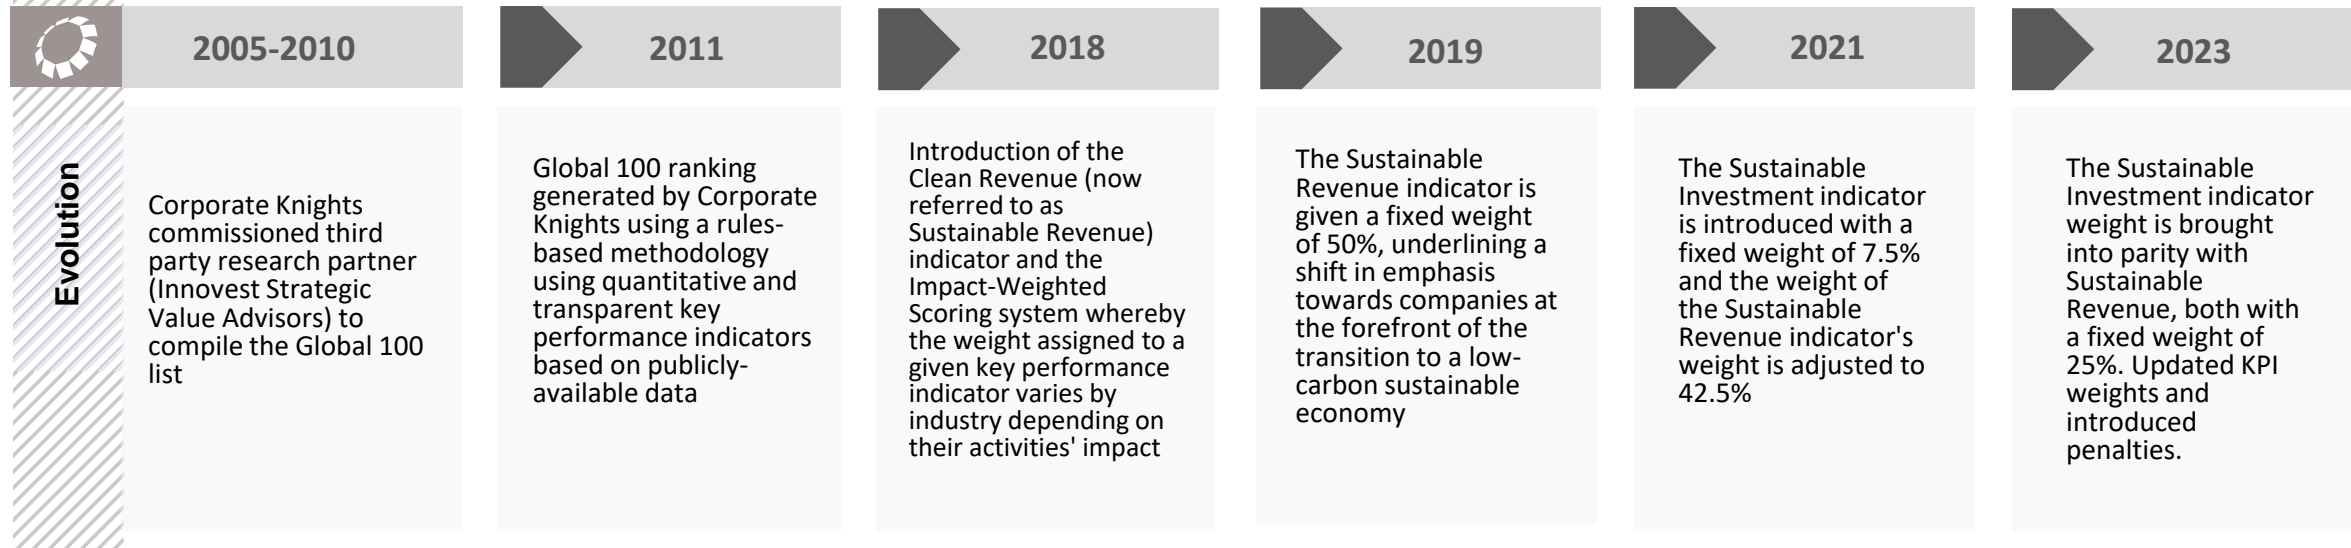 2005-2010
2011
2018
2019
2021
2023
Evolution
Corporate Knights
commissioned third
party research partner
(Innovest Strategic
Value Advisors) to
compile the Global 100
list
Global 100 ranking
generated by Corporate
Knights using a rules-
based methodology
using quantitative and
transparent key
performance indicators
based on publicly-
available data
Introduction of the
Clean Revenue (now
referred to as
Sustainable Revenue)
indicator and the
Impact-Weighted
Scoring system whereby
the weight assigned to a
given key performance
indicator varies by
industry depending on
their activities' impact
The Sustainable
Revenue indicator is
given a fixed weight
of 50%, underlining a
shift in emphasis
towards companies at
the forefront of the
transition to a low-
carbon sustainable
economy
The Sustainable
Investment indicator
is introduced with a
fixed weight of 7.5%
and the weight of
the Sustainable
Revenue indicator's
weight is adjusted to
42.5%
The Sustainable
Investment indicator
weight is brought
into parity with
Sustainable
Revenue, both with
a fixed weight of
25%. Updated KPI
weights and
introduced
penalties.